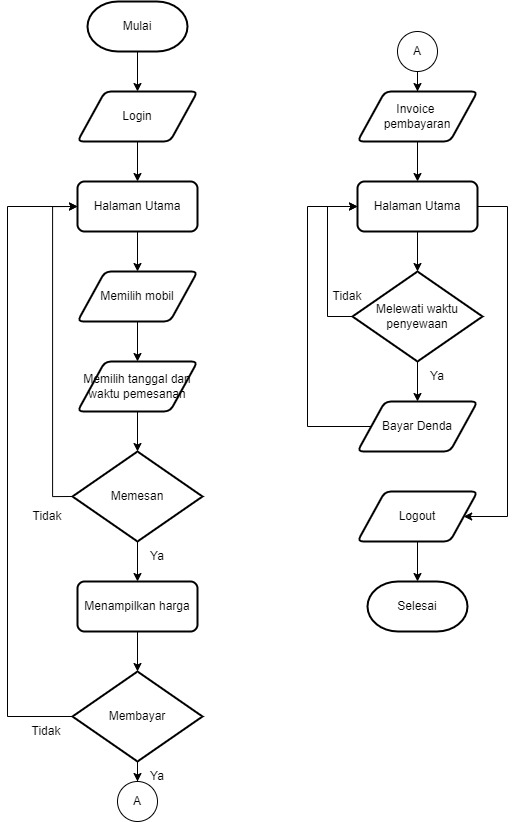 Mulai
Login
Halaman Utama
Memilih mobil
Memilih tanggal dan
waktu pemesanan
Memesan
Tidak
Ya
Menampilkan harga
Membayar
Tidak
Ya
A
A
Invoice
pembayaran
Halaman Utama
Tidak
Melewati waktu
penyewaan
Ya
Bayar Denda
Logout
Selesai